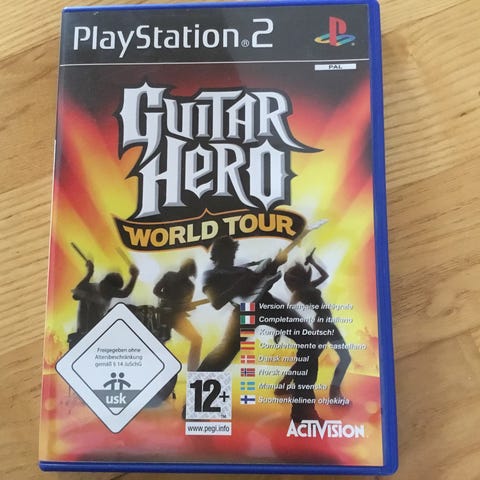 PlayStation®2
PAL
GUITAR
HERO
WORLD TOUR
Version française intégrale
Completamente in italiano
Komplett in Deutsch!
Completamente en castellano
Dansk manual
Norsk manual
Manual på svenska
Suomenkielinen ohjekirja
Freigegeben ohne
Altersbeschränkung
gemäß § 14 JuSchG
usk
12+
www.pegi.info
ACTIVISION